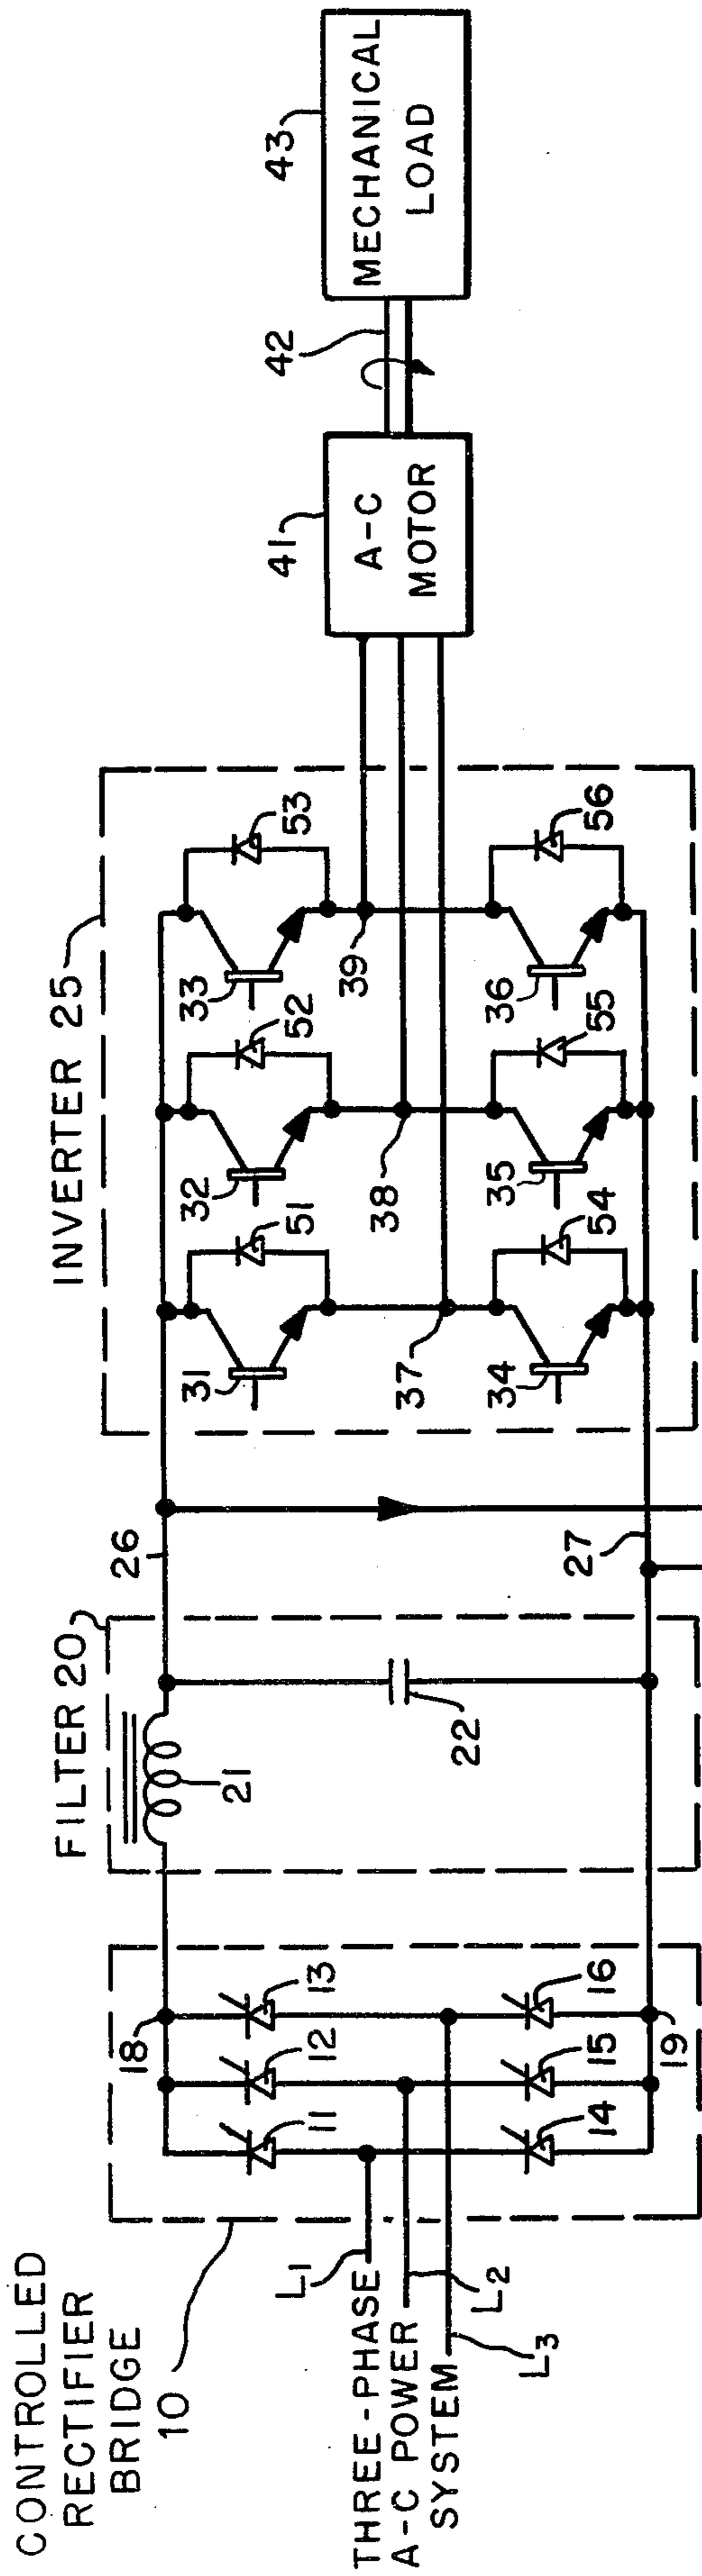 CONTROLLED
RECTIFIER
BRIDGE
10
THREE-PHASE
A-C POWER
SYSTEM
L1
L2
L3
18
11
12
13
14
15
16
19
FILTER 20
21
22
26
27
INVERTER 25
31
51
32
52
33
53
37
38
39
34
54
35
55
36
56
41
A-C
MOTOR
42
43
MECHANICAL
LOAD